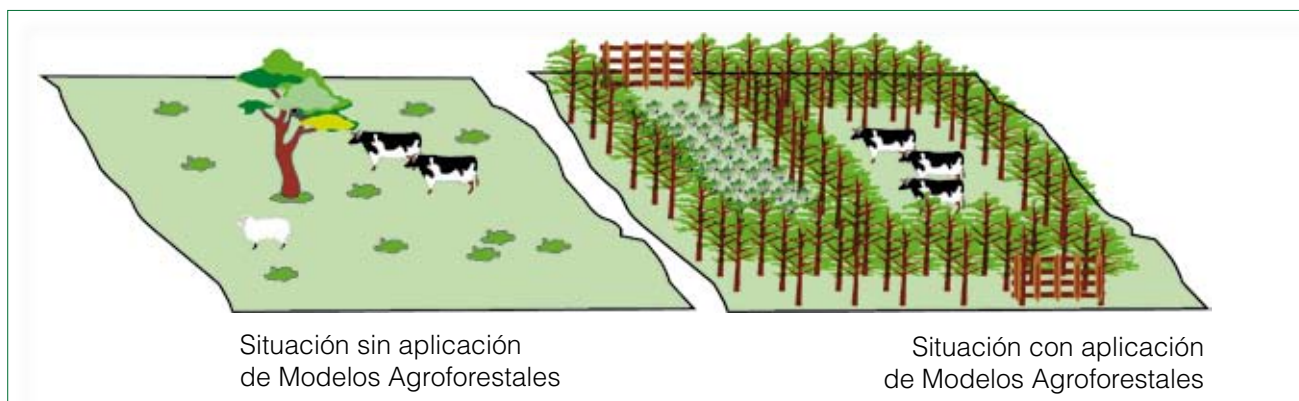 Situación sin aplicación
de Modelos Agroforestales
Situación con aplicación
de Modelos Agroforestales